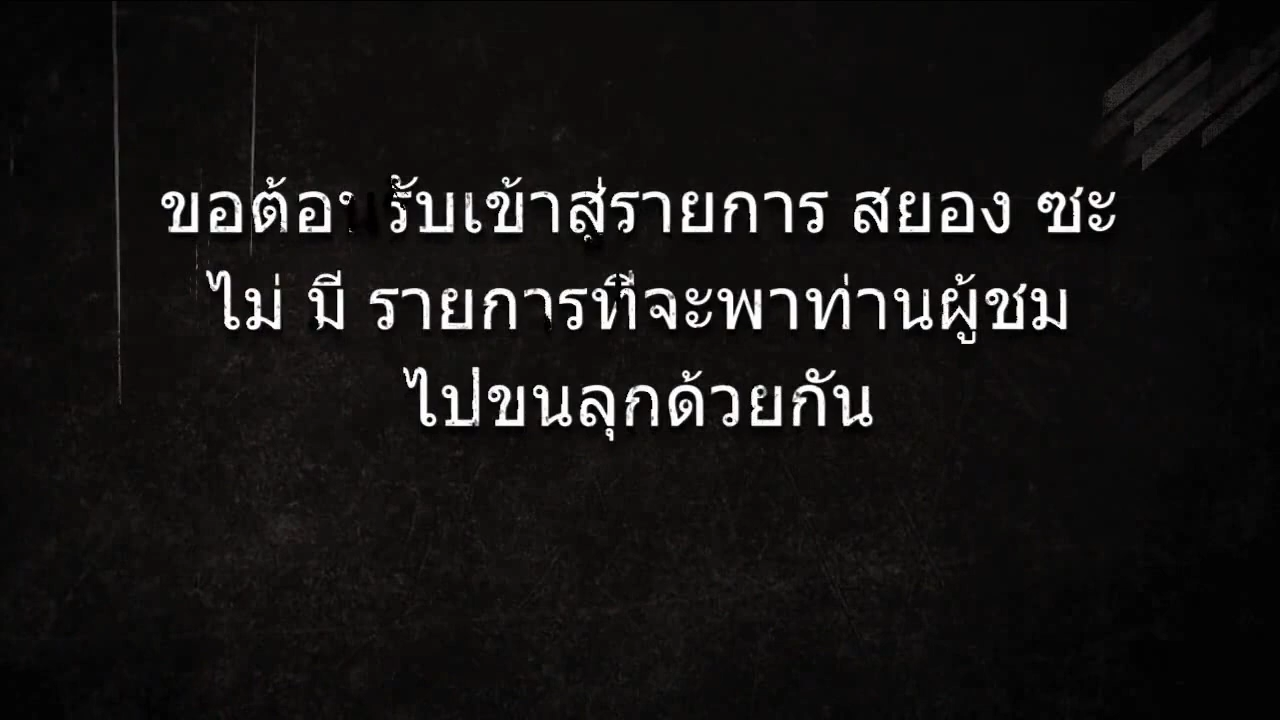 ขอต้อนรับเข้าสู่รายการ สยอง ซะ
ไม่ มี รายการที่จะพาท่านผู้ชม
ไปขนลุกด้วยกัน